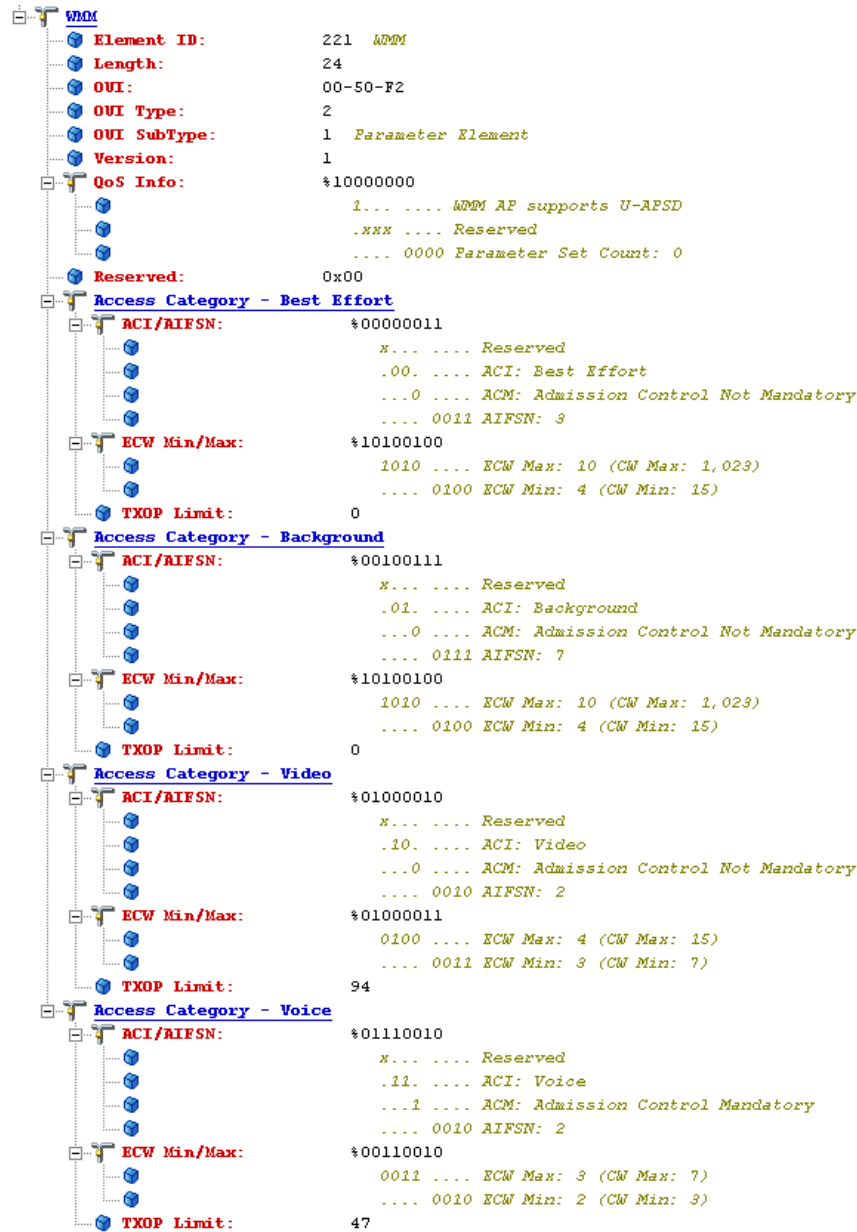 WMM
Element ID: 221 WMM
Length: 24
OUI: 00-50-F2
OUI Type: 2
OUI SubType: 1 Parameter Element
Version: 1
QoS Info: %10000000
1... .... WMM AP supports U-APSD
.xxx .... Reserved
.... 0000 Parameter Set Count: 0
Reserved: 0x00
Access Category - Best Effort
ACI/AIFSN: %00000011
x... .... Reserved
.00. .... ACI: Best Effort
...0 .... ACM: Admission Control Not Mandatory
.... 0011 AIFSN: 3
ECW Min/Max: %10100100
1010 .... ECW Max: 10 (CW Max: 1,023)
.... 0100 ECW Min: 4 (CW Min: 15)
TXOP Limit: 0
Access Category - Background
ACI/AIFSN: %00100111
x... .... Reserved
.01. .... ACI: Background
...0 .... ACM: Admission Control Not Mandatory
.... 0111 AIFSN: 7
ECW Min/Max: %10100100
1010 .... ECW Max: 10 (CW Max: 1,023)
.... 0100 ECW Min: 4 (CW Min: 15)
TXOP Limit: 0
Access Category - Video
ACI/AIFSN: %01000010
x... .... Reserved
.10. .... ACI: Video
...0 .... ACM: Admission Control Not Mandatory
.... 0010 AIFSN: 2
ECW Min/Max: %01000011
0100 .... ECW Max: 4 (CW Max: 15)
.... 0011 ECW Min: 3 (CW Min: 7)
TXOP Limit: 94
Access Category - Voice
ACI/AIFSN: %01110010
x... .... Reserved
.11. .... ACI: Voice
...1 .... ACM: Admission Control Mandatory
.... 0010 AIFSN: 2
ECW Min/Max: %00110010
0011 .... ECW Max: 3 (CW Max: 7)
.... 0010 ECW Min: 2 (CW Min: 3)
TXOP Limit: 47